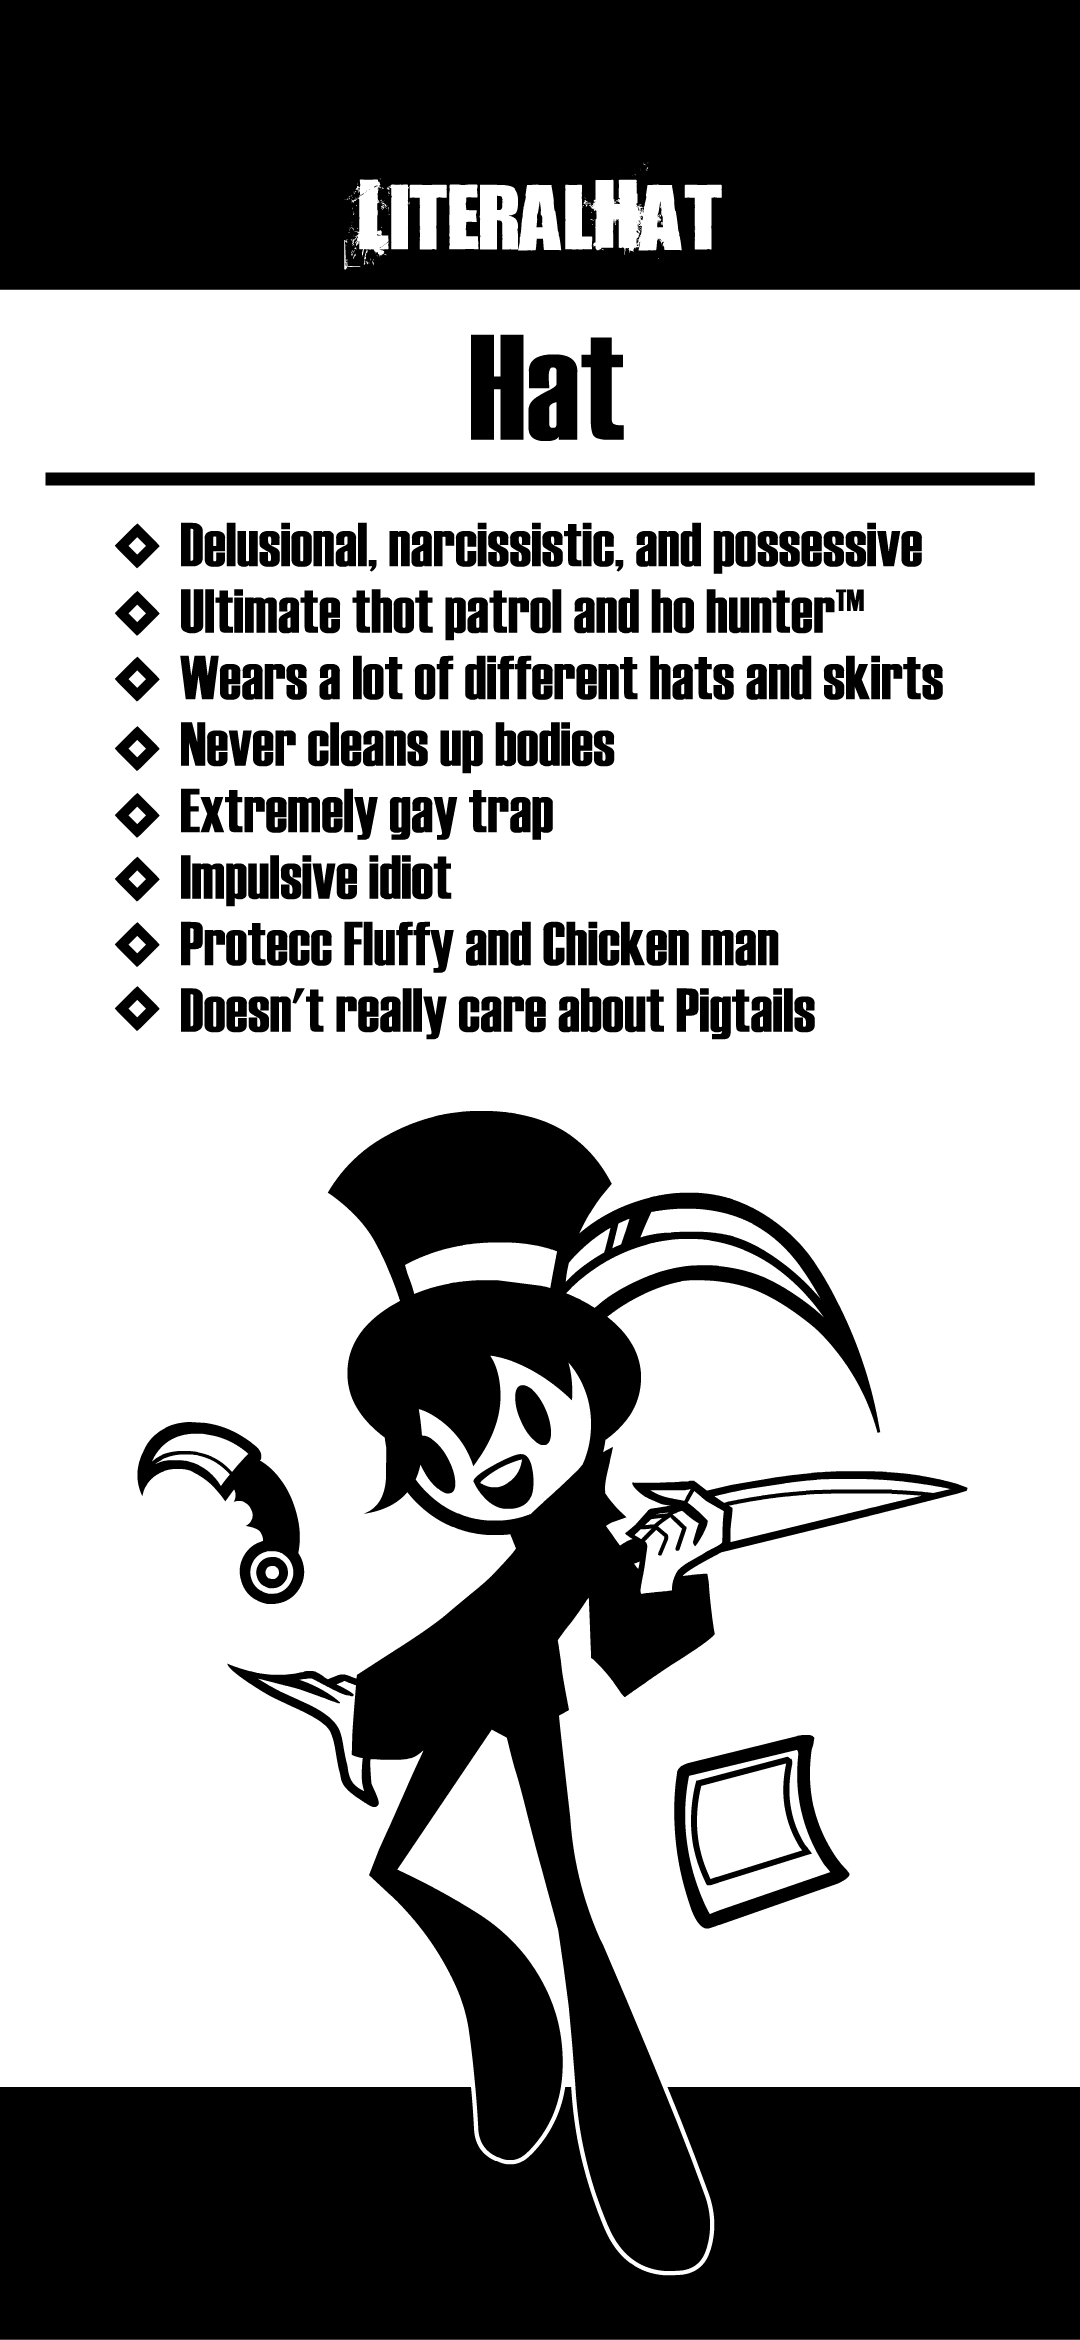 LiteralHat
Hat
Delusional, narcissistic, and possessive
Ultimate thot patrol and ho hunter™
Wears a lot of different hats and skirts
Never cleans up bodies
Extremely gay trap
Impulsive idiot
Protecc Fluffy and Chicken man
Doesn't really care about Pigtails